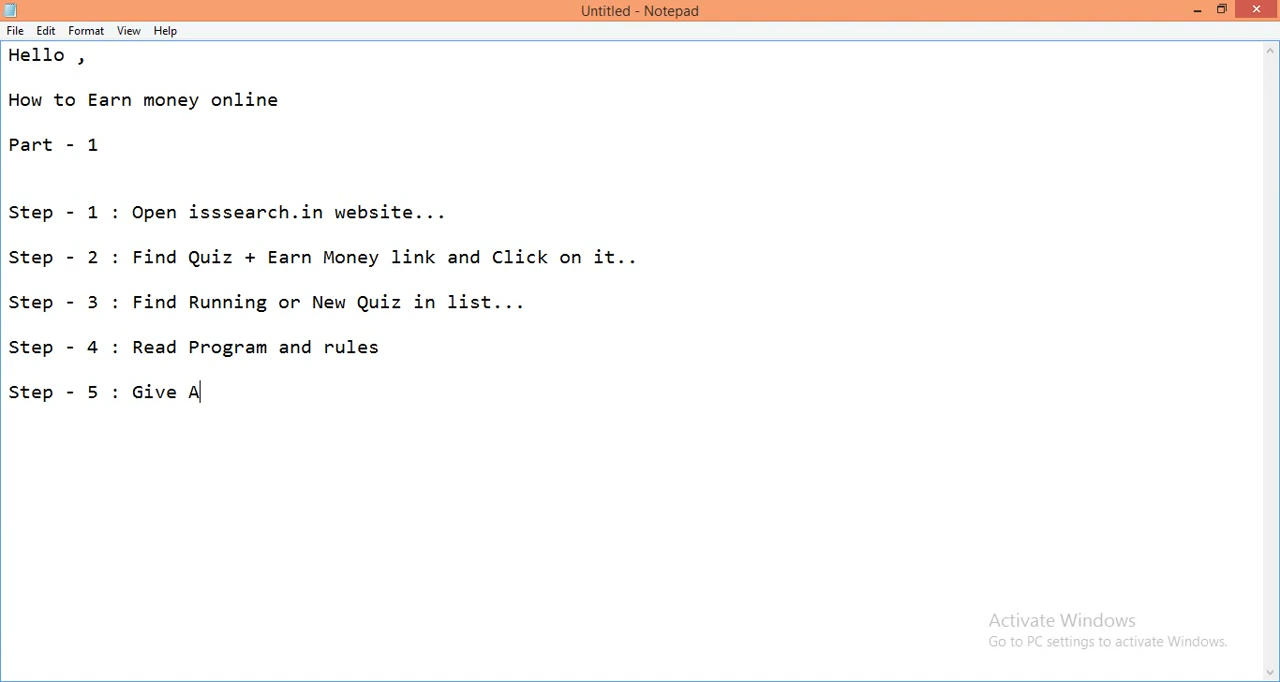 Untitled - Notepad
File Edit Format View Help
Hello ,
How to Earn money online
Part - 1
Step - 1 : Open isssearch.in website...
Step - 2 : Find Quiz + Earn Money link and Click on it..
Step - 3 : Find Running or New Quiz in list...
Step - 4 : Read Program and rules
Step - 5 : Give A
Activate Windows
Go to PC settings to activate Windows.